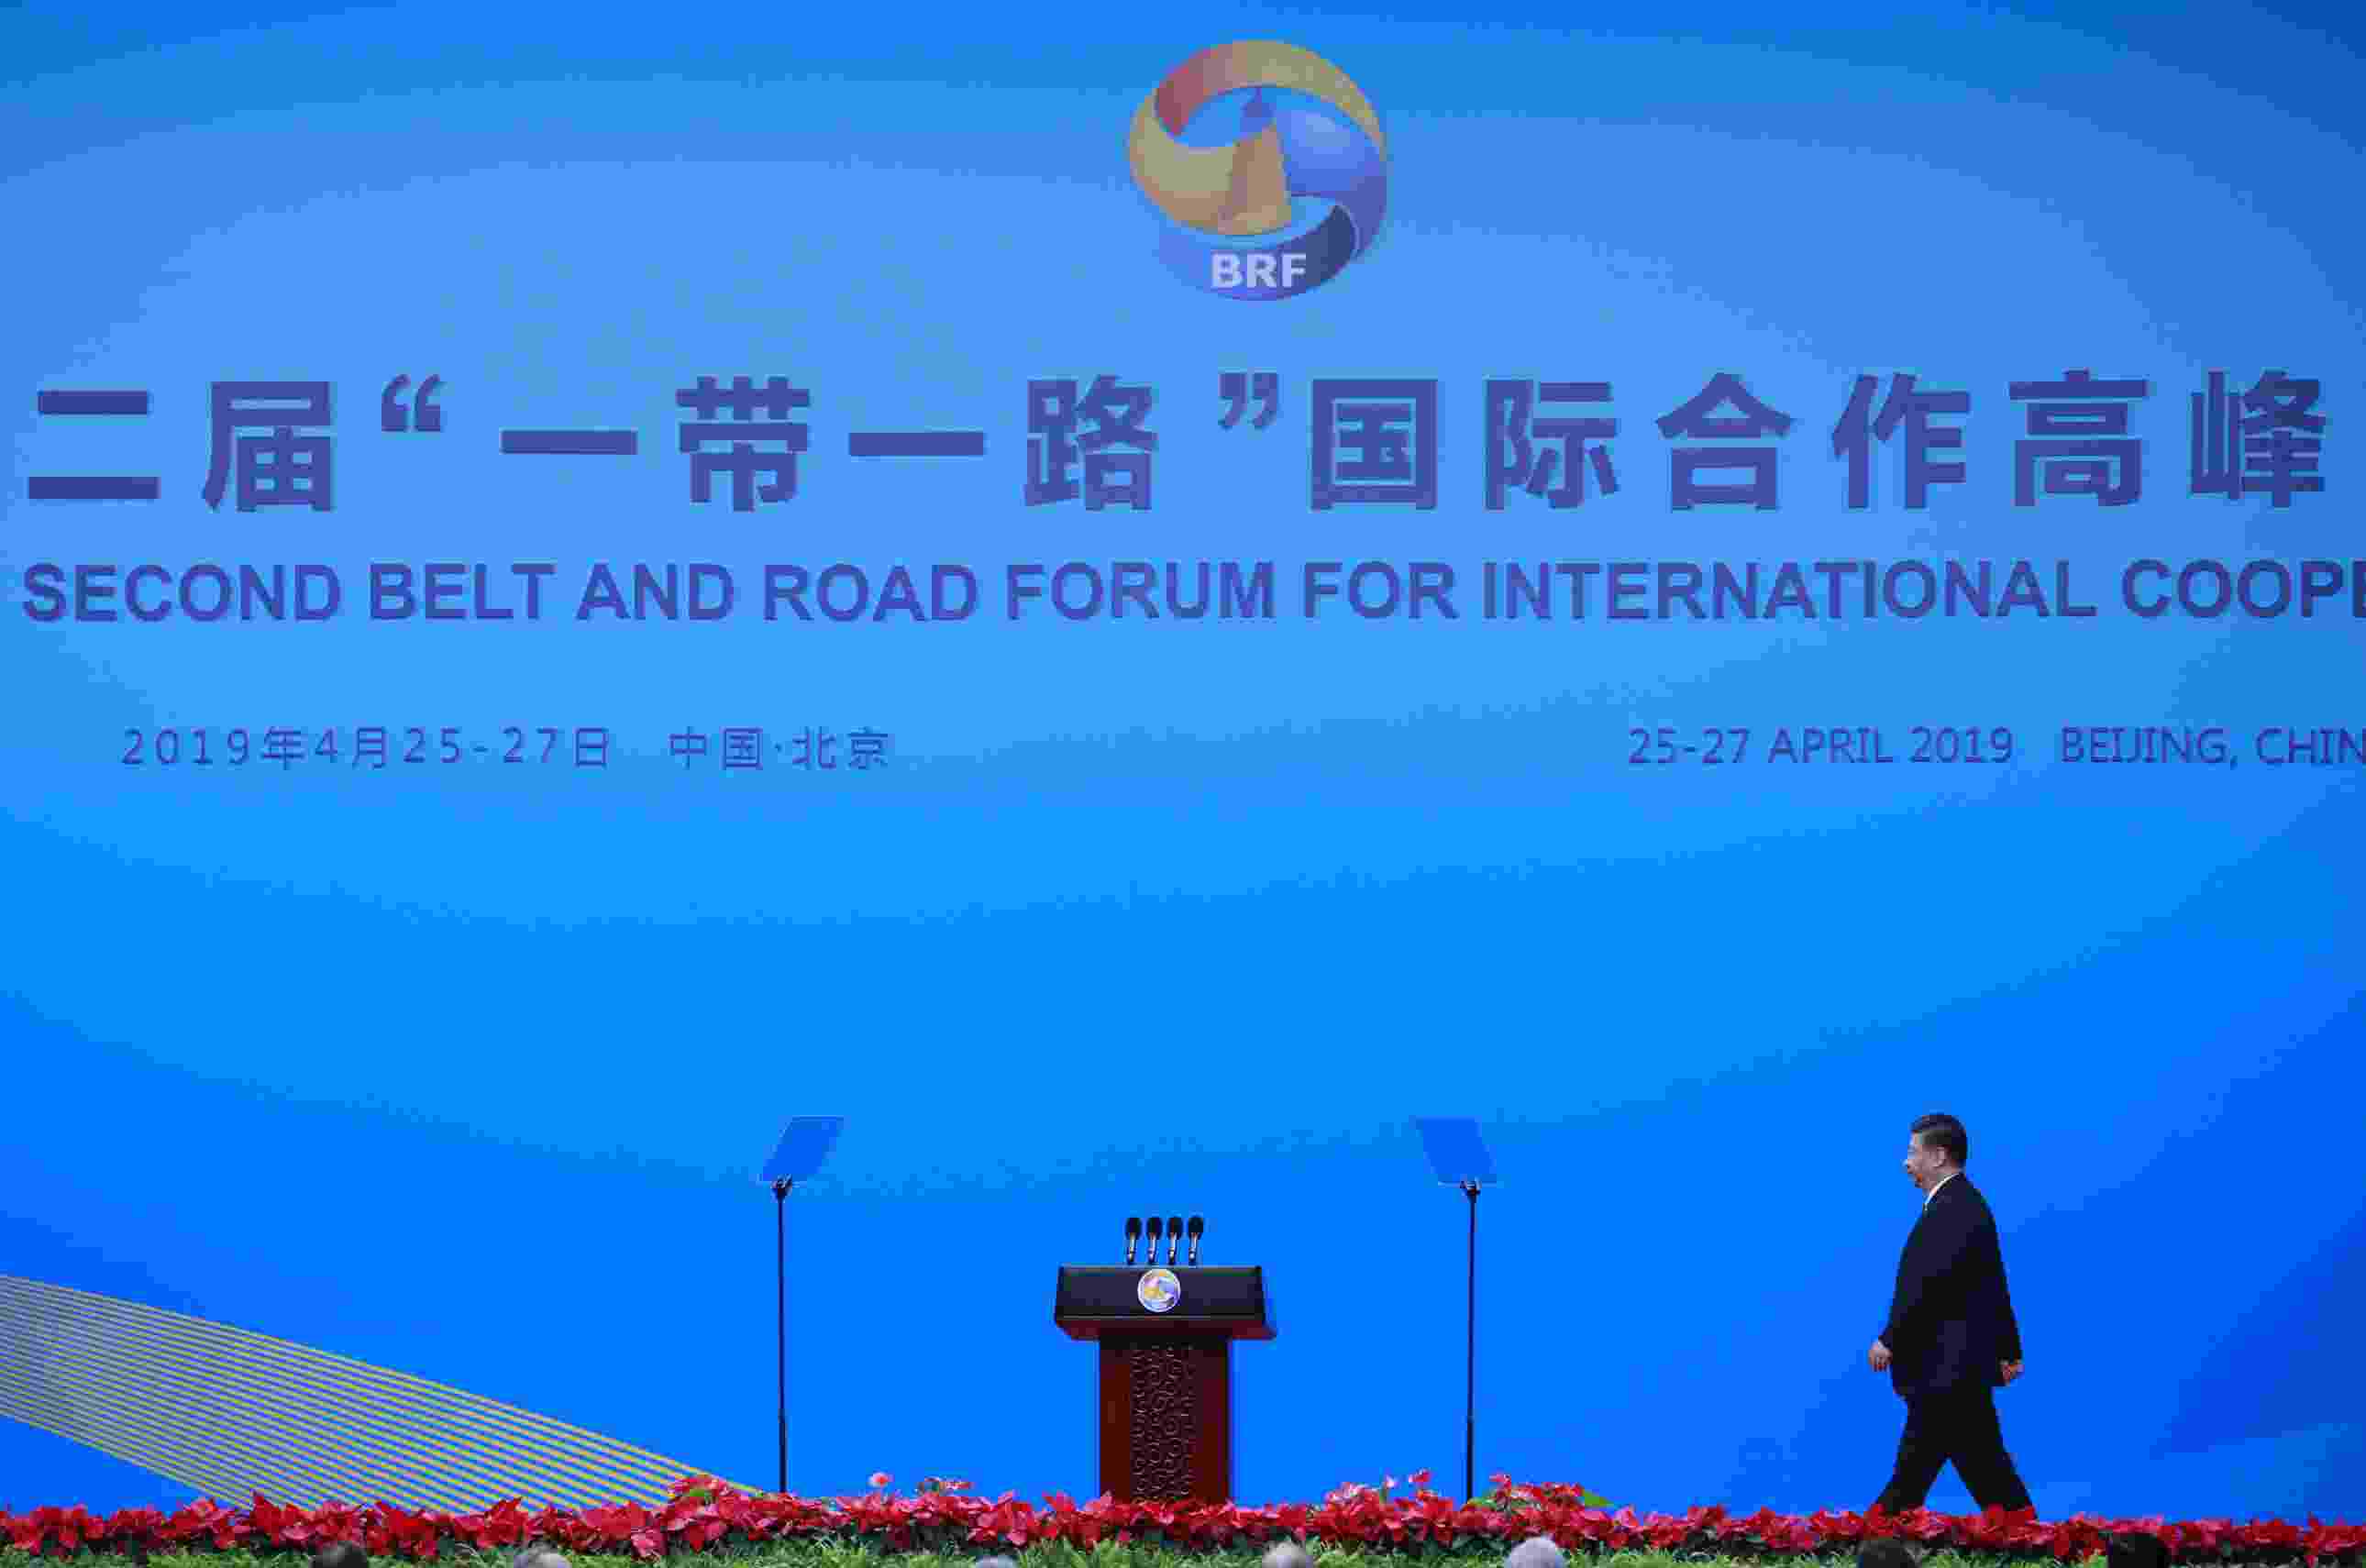 BRF
二届“一带一路”国际合作高峰
SECOND BELT AND ROAD FORUM FOR INTERNATIONAL COOPE
2019年4月25-27日 中国·北京
25-27 APRIL 2019 BEIJING, CHIN